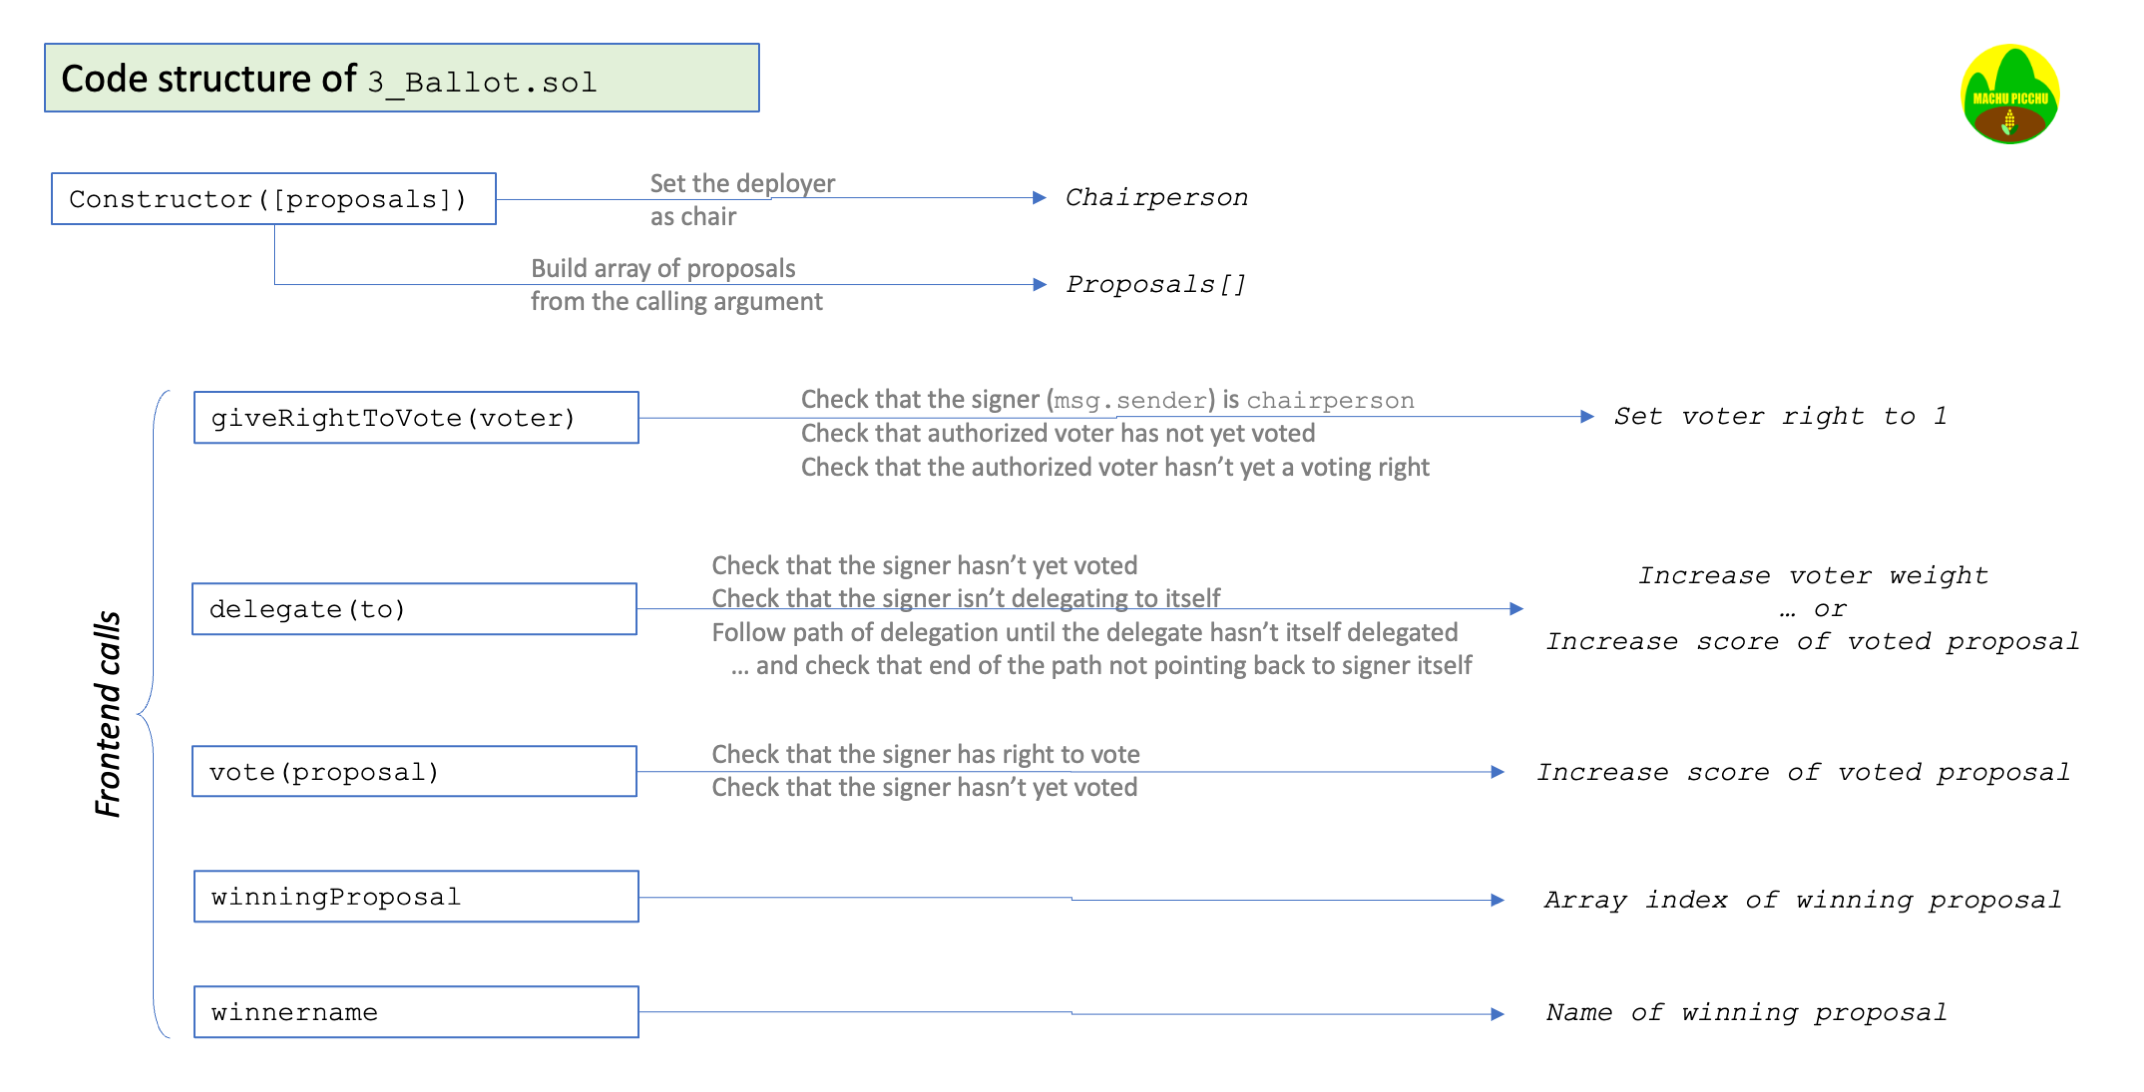 Code structure of 3_Ballot.sol
MACHU PICCHU
Constructor([proposals])
Set the deployer
as chair
Chairperson
Build array of proposals
from the calling argument
Proposals[]
Frontend calls
giveRightToVote(voter)
Check that the signer (msg.sender) is chairperson
Check that authorized voter has not yet voted
Check that the authorized voter hasn’t yet a voting right
Set voter right to 1
delegate(to)
Check that the signer hasn’t yet voted
Check that the signer isn’t delegating to itself
Follow path of delegation until the delegate hasn’t itself delegated
… and check that end of the path not pointing back to signer itself
Increase voter weight
… or
Increase score of voted proposal
vote(proposal)
Check that the signer has right to vote
Check that the signer hasn’t yet voted
Increase score of voted proposal
winningProposal
Array index of winning proposal
winnername
Name of winning proposal